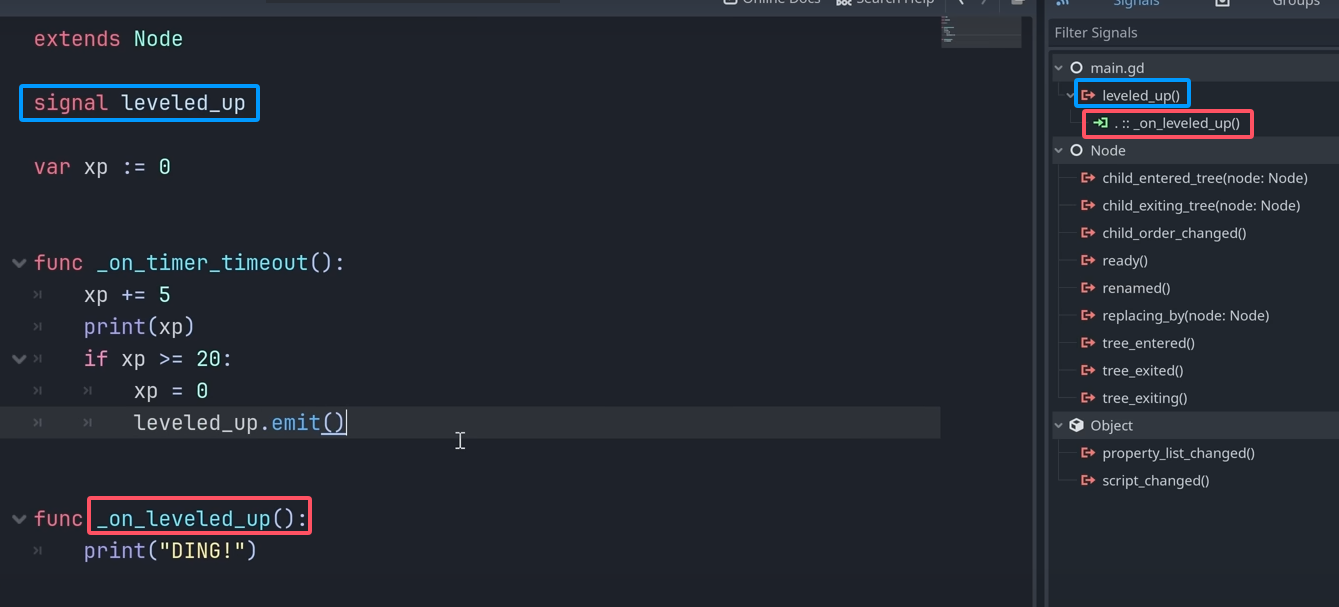 Online Docs Search Help
Signals Groups
extends Node
signal leveled_up
var xp := 0
func _on_timer_timeout():
xp += 5
print(xp)
if xp >= 20:
xp = 0
leveled_up.emit()
func _on_leveled_up():
print("DING!")
Filter Signals
main.gd
leveled_up()
. :: _on_leveled_up()
Node
child_entered_tree(node: Node)
child_exiting_tree(node: Node)
child_order_changed()
ready()
renamed()
replacing_by(node: Node)
tree_entered()
tree_exited()
tree_exiting()
Object
property_list_changed()
script_changed()